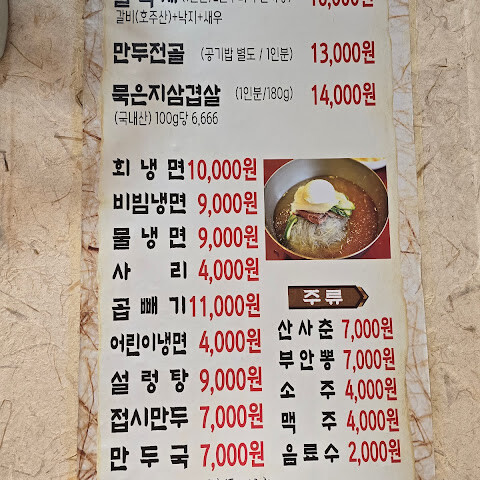 갈비(호주산)+낙지+새우
만두전골 (공기밥 별도 / 1인분) 13,000원
묵은지삼겹살 (1인분/180g) 14,000원
(국내산) 100g당 6,666
회 냉 면 10,000원
비빔냉면 9,000원
물 냉 면 9,000원
사 리 4,000원
곱 빼 기 11,000원
어린이냉면 4,000원
설 렁 탕 9,000원
접시만두 7,000원
만 두 국 7,000원
주류
산 사 춘 7,000원
부 안 뽕 7,000원
소 주 4,000원
맥 주 4,000원
음 료 수 2,000원